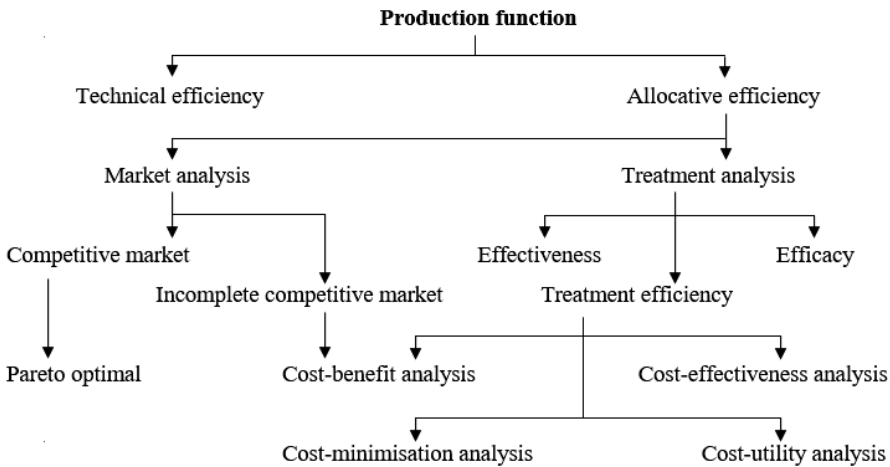 Production function
Technical efficiency
Allocative efficiency
Market analysis
Treatment analysis
Competitive market
Effectiveness
Efficacy
Incomplete competitive market
Treatment efficiency
Pareto optimal
Cost-benefit analysis
Cost-effectiveness analysis
Cost-minimisation analysis
Cost-utility analysis